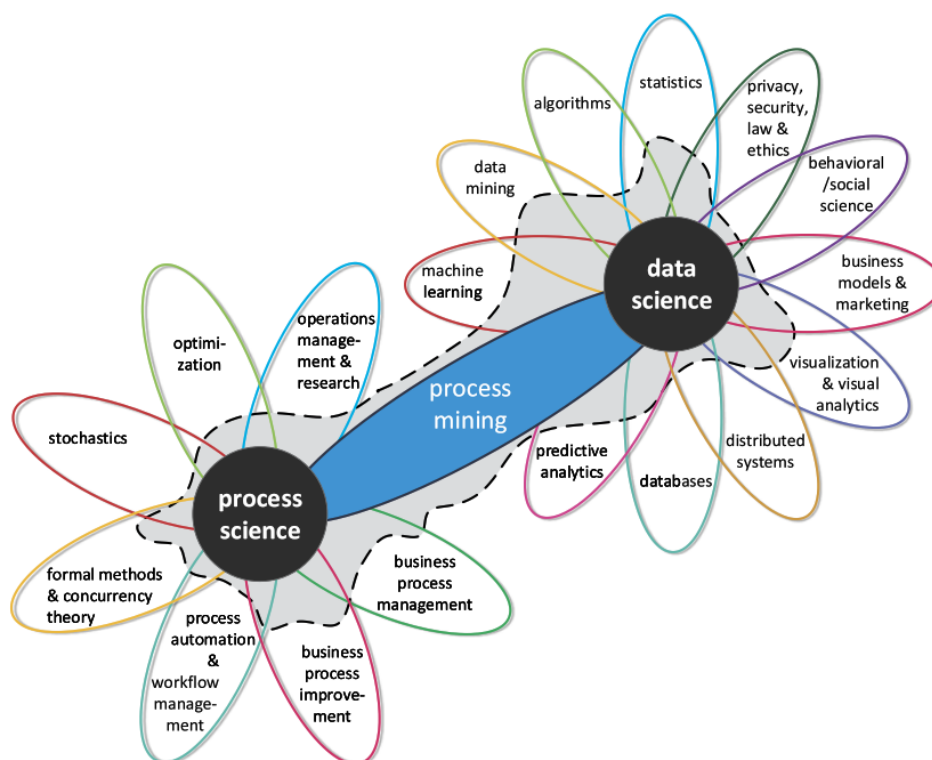 statistics
algorithms
privacy,
security,
law &
ethics
data
mining
behavioral
/social
science
machine
learning
data
science
business
models &
marketing
optimi-
zation
operations
manage-
ment &
research
process
mining
visualization
& visual
analytics
stochastics
predictive
analytics
databases
distributed
systems
process
science
formal methods
& concurrency
theory
process
automation
&
workflow
manage-
ment
business
process
improve-
ment
business
process
management